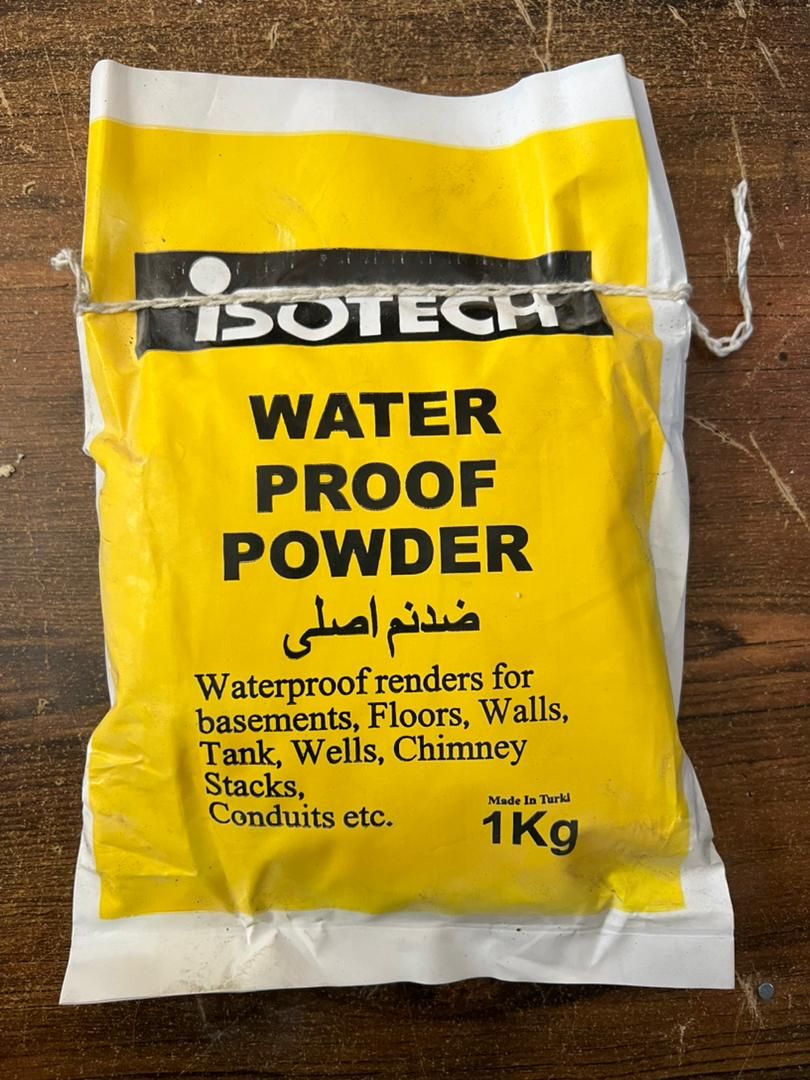 isOTECH
WATER
PROOF
POWDER
ضدنم اصلی
Waterproof renders for
basements, Floors, Walls,
Tank, Wells, Chimney
Stacks,
Conduits etc.
Made In Turki
1Kg